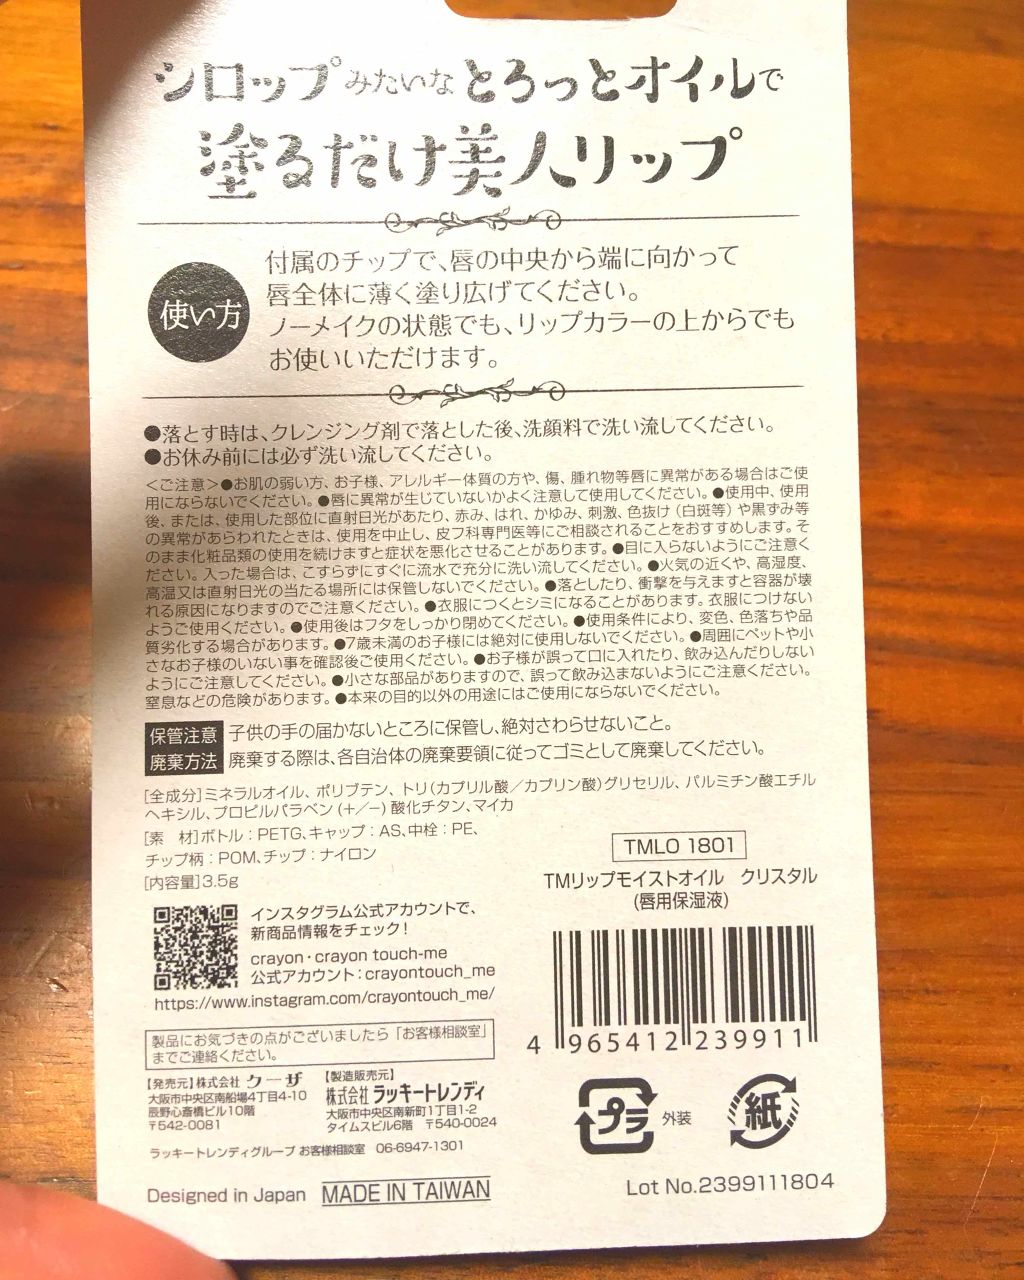 シロップみたいなとろっとオイルで
塗るだけ美人リップ
使い方
付属のチップで、唇の中央から端に向かって
唇全体に薄く塗り広げてください。
ノーメイクの状態でも、リップカラーの上からでも
お使いいただけます。
●落とす時は、クレンジング剤で落とした後、洗顔料で洗い流してください。
●お休み前には必ず洗い流してください。
＜ご注意＞●お肌の弱い方、お子様、アレルギー体質の方や、傷、腫れ物等唇に異常がある場合はご使
用にならないでください。●唇に異常が生じていないかよく注意して使用してください。●使用中、使用
後、または、使用した部位に直射日光があたり、赤み、はれ、かゆみ、刺激、色抜け(白斑等)や黒ずみ等
の異常があらわれたときは、使用を中止し、皮フ科専門医等にご相談されることをおすすめします。そ
のまま化粧品類の使用を続けますと症状を悪化させることがあります。●目に入らないようにご注意く
ださい。入った場合は、こすらずにすぐに流水で充分に洗い流してください。●火気の近くや、高湿度、
高温又は直射日光の当たる場所には保管しないでください。●落としたり、衝撃を与えますと容器が壊
れる原因になりますのでご注意ください。●衣服につくとシミになることがあります。衣服につけない
ようご使用ください。●使用後はフタをしっかり閉めてください。●使用条件により、変色、色落ちや品
質劣化する場合があります。●7歳未満のお子様には絶対に使用しないでください。●周囲にペットや小
さなお子様のいない事を確認後ご使用ください。●お子様が誤って口に入れたり、飲み込んだりしない
ようにご注意してください。●小さな部品がありますので、誤って飲み込まないようにご注意ください。
窒息などの危険があります。●本来の目的以外の用途にはご使用にならないでください。
保管注意 子供の手の届かないところに保管し、絶対さわらせないこと。
廃棄方法 廃棄する際は、各自治体の廃棄要領に従ってゴミとして廃棄してください。
[全成分]ミネラルオイル、ポリブテン、トリ(カプリル酸／カプリン酸)グリセリル、パルミチン酸エチル
ヘキシル、プロピルパラベン(＋/－)酸化チタン、マイカ
[素　材]ボトル：PETG、キャップ：AS、中栓：PE、
チップ柄：POM、チップ：ナイロン
[内容量]3.5g
TMLO 1801
TMリップモイストオイル　クリスタル
(唇用保湿液)
インスタグラム公式アカウントで、
新商品情報をチェック！
crayon・crayon touch-me
公式アカウント：crayontouch_me
https://www.instagram.com/crayontouch_me/
4 965412 239911
製品にお気づきの点がございましたら「お客様相談室」
までご連絡ください。
【発売元】株式会社 クーザ
大阪市中央区南船場4丁目4-10
辰野心斎橋ビル10階
〒542-0081
【製造販売元】
株式会社 ラッキートレンディ
大阪市中央区南新町1丁目1-2
タイムスビル6階　〒540-0024
ラッキートレンディグループ お客様相談室　06-6947-1301
プラ 外装 紙
Designed in Japan MADE IN TAIWAN
Lot No.2399111804